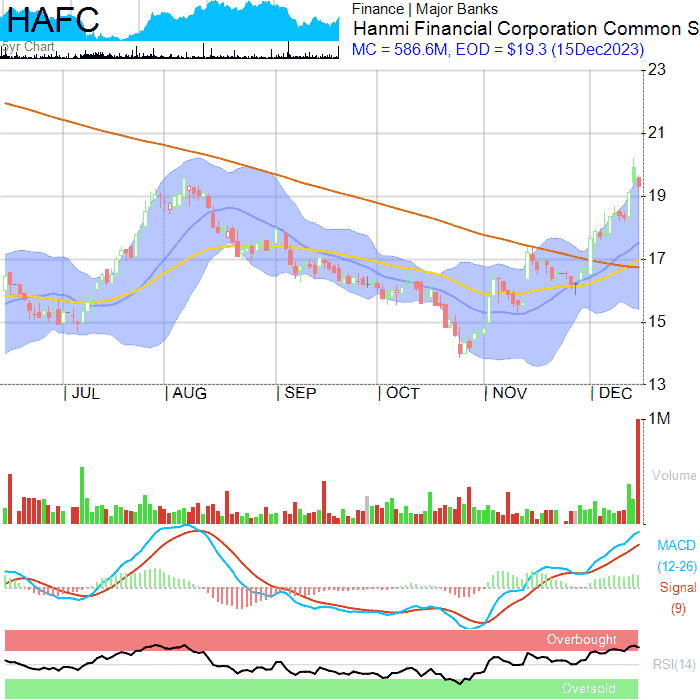 HAFC
5yr Chart
Finance | Major Banks
Hanmi Financial Corporation Common S
MC = 586.6M, EOD = $19.3 (15Dec2023)
23
21
19
17
15
13
| JUL | AUG | SEP | OCT | NOV | DEC
1M
Volume
MACD
(12-26)
Signal
(9)
Overbought
RSI(14)
Oversold